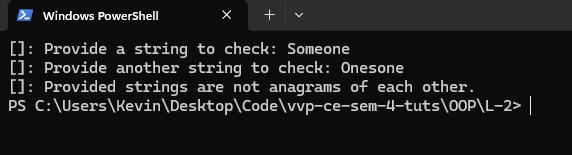 Windows PowerShell
[]: Provide a string to check: Someone
[]: Provide another string to check: Onesone
[]: Provided strings are not anagrams of each other.
PS C:\Users\Kevin\Desktop\Code\vvp-ce-sem-4-tuts\OOP\L-2>